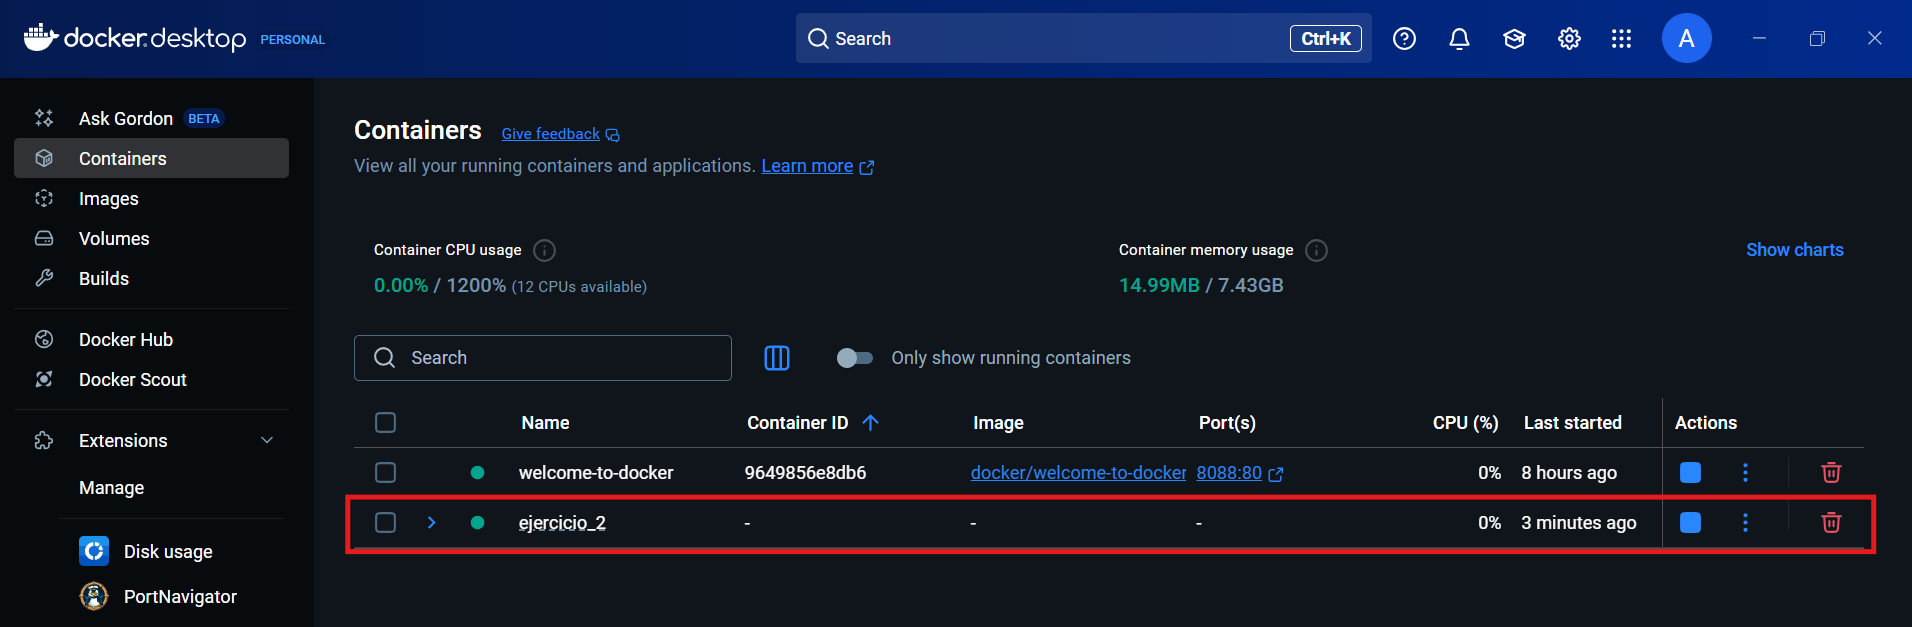 docker.desktop PERSONAL
Search Ctrl+K
A
Ask Gordon BETA
Containers
Images
Volumes
Builds
Docker Hub
Docker Scout
Extensions
Manage
Disk usage
PortNavigator
Containers Give feedback
View all your running containers and applications. Learn more
Container CPU usage
0.00% / 1200% (12 CPUs available)
Container memory usage
14.99MB / 7.43GB
Show charts
Search
Only show running containers
Name Container ID Image Port(s) CPU (%) Last started Actions
welcome-to-docker 9649856e8db6 docker/welcome-to-docker 8088:80 0% 8 hours ago
ejercicio_2 - - - 0% 3 minutes ago